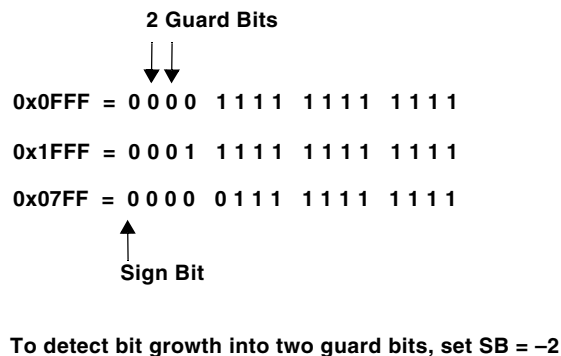 2 Guard Bits
0x0FFF = 0 0 0 0 1 1 1 1 1 1 1 1 1 1 1 1
0x1FFF = 0 0 0 1 1 1 1 1 1 1 1 1 1 1 1 1
0x07FF = 0 0 0 0 0 1 1 1 1 1 1 1 1 1 1 1
Sign Bit
To detect bit growth into two guard bits, set SB = –2